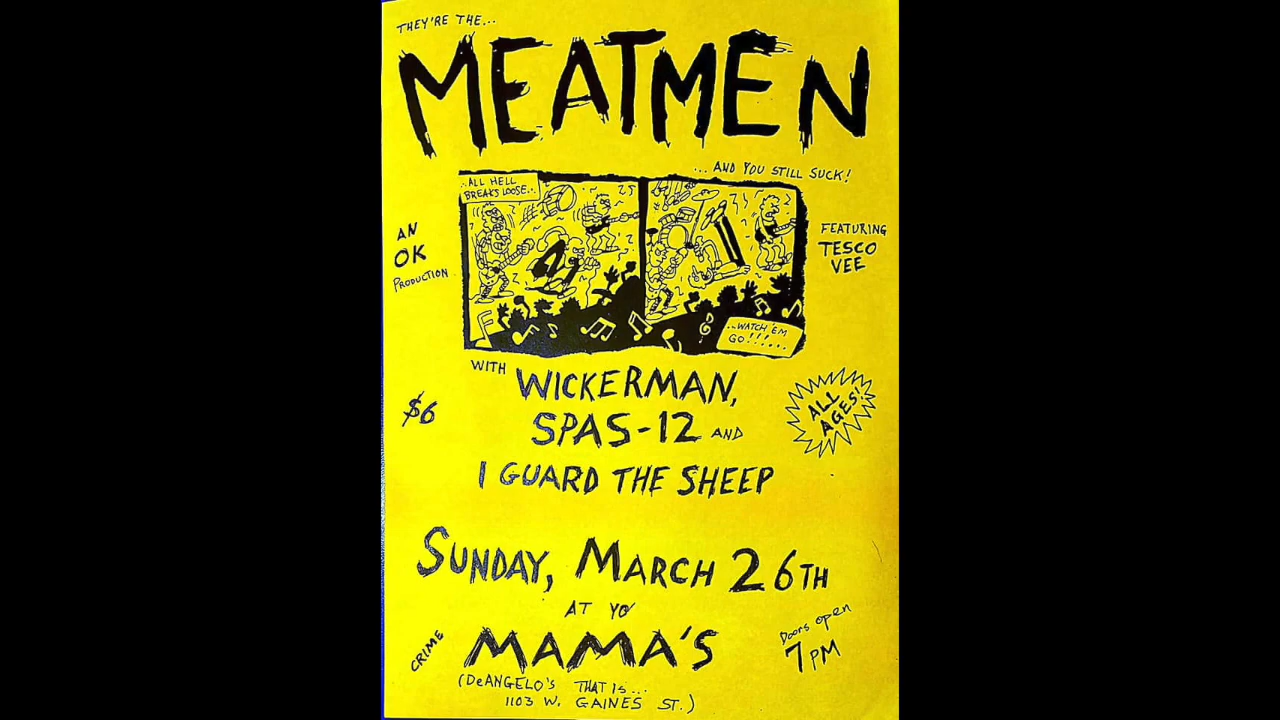 THEY'RE THE...
MEATMEN
...AND YOU STILL SUCK!
..ALL HELL
BREAKS LOOSE..
AN
OK
PRODUCTION
FEATURING
TESCO
VEE
...WATCH 'EM
GO!!!......
WITH
WICKERMAN,
$6
ALL
AGES!
SPAS-12 AND
I GUARD THE SHEEP
SUNDAY, MARCH 26TH
AT YO'
MAMA'S
CRIME
Doors open
7 PM
(DeANGELO'S THAT IS...
1103 W. GAINES ST.)